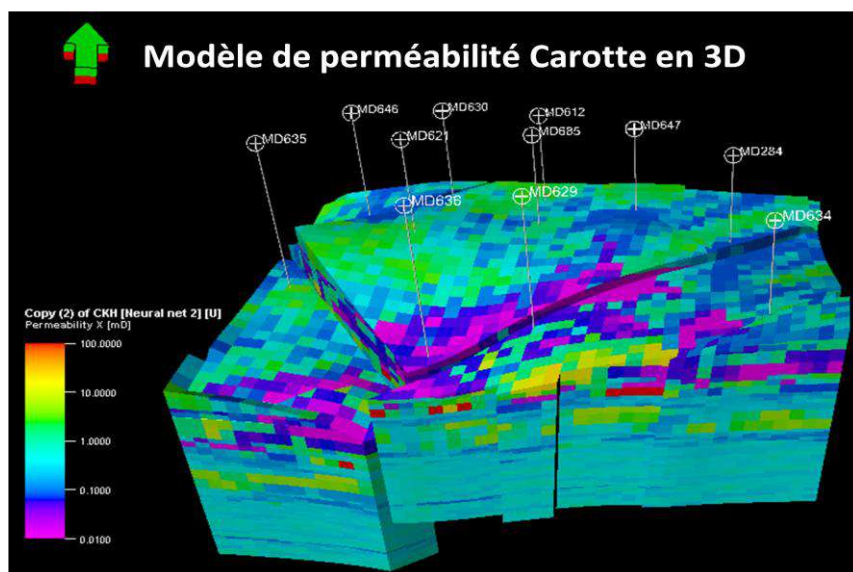 Modèle de perméabilité Carotte en 3D
MD646
MD630
MD612
MD635
MD621
MD685
MD647
MD284
MD636
MD629
MD634
Copy (2) of CKH [Neural net 2] [U]
Permeability X [mD]
100.0000
10.0000
1.0000
0.1000
0.0100